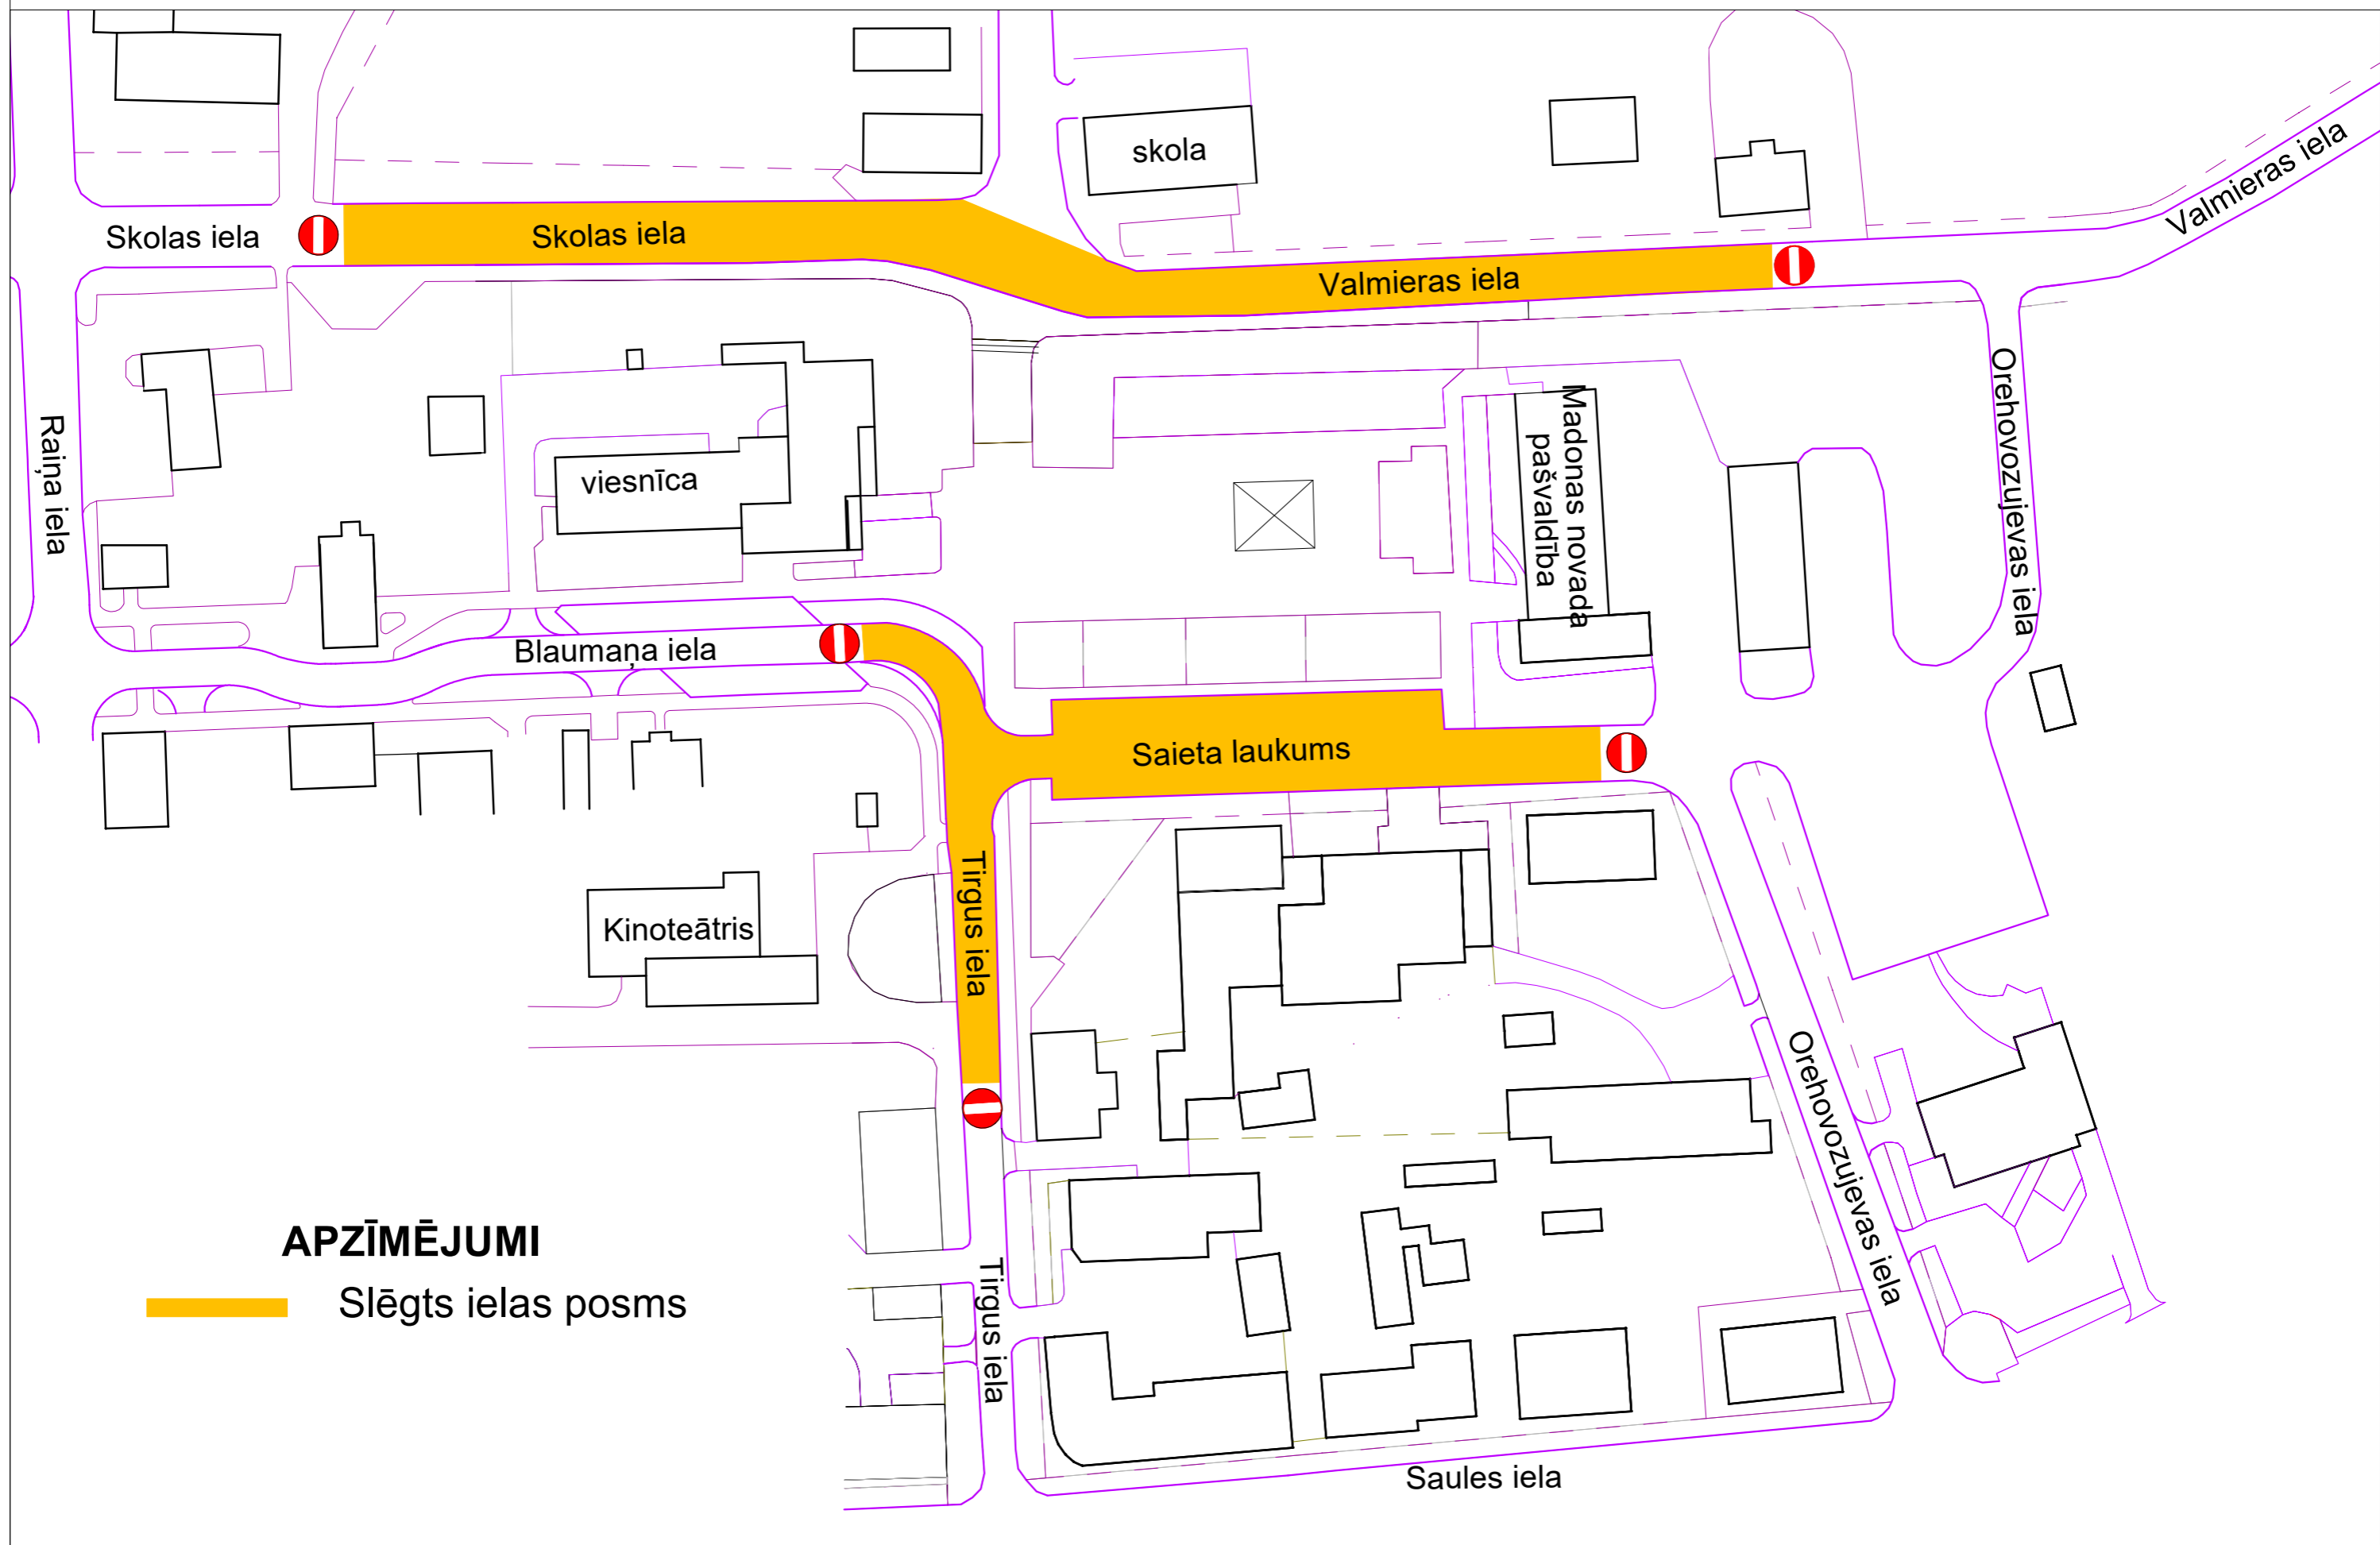 skola
Valmieras iela
Skolas iela
Skolas iela
Valmieras iela
Orehovozujevas iela
Raiņa iela
viesnīca
Madonas novada
pašvaldība
Blaumaņa iela
Saieta laukums
Tirgus iela
Kinoteātris
Orehovozujevas iela
APZĪMĒJUMI
Slēgts ielas posms
Tirgus iela
Saules iela